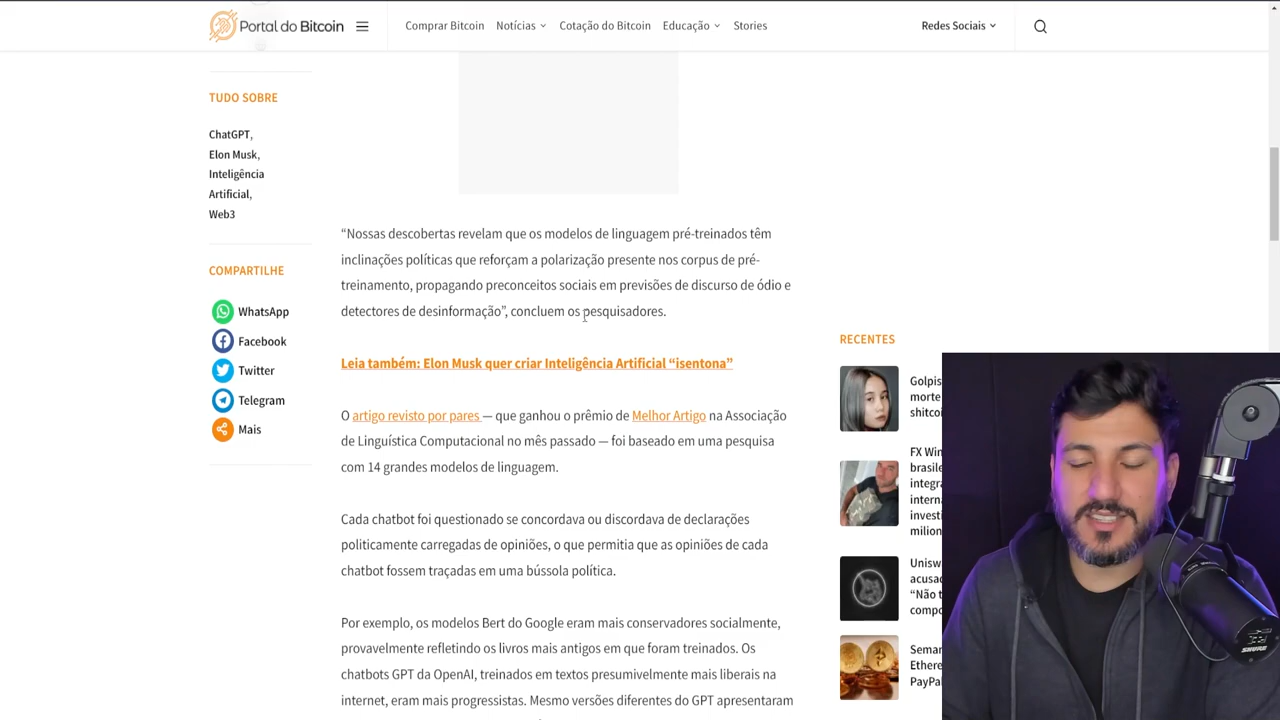 Portal do Bitcoin
Comprar Bitcoin
Notícias
Cotação do Bitcoin
Educação
Stories
Redes Sociais
TUDO SOBRE
ChatGPT,
Elon Musk,
Inteligência
Artificial,
Web3
COMPARTILHE
WhatsApp
Facebook
Twitter
Telegram
Mais
“Nossas descobertas revelam que os modelos de linguagem pré-treinados têm
inclinações políticas que reforçam a polarização presente nos corpus de pré-
treinamento, propagando preconceitos sociais em previsões de discurso de ódio e
detectores de desinformação”, concluem os pesquisadores.
Leia também: Elon Musk quer criar Inteligência Artificial “isentona”
O artigo revisto por pares — que ganhou o prêmio de Melhor Artigo na Associação
de Linguística Computacional no mês passado — foi baseado em uma pesquisa
com 14 grandes modelos de linguagem.
Cada chatbot foi questionado se concordava ou discordava de declarações
politicamente carregadas de opiniões, o que permitia que as opiniões de cada
chatbot fossem traçadas em uma bússola política.
Por exemplo, os modelos Bert do Google eram mais conservadores socialmente,
provavelmente refletindo os livros mais antigos em que foram treinados. Os
chatbots GPT da OpenAI, treinados em textos presumivelmente mais liberais na
internet, eram mais progressistas. Mesmo versões diferentes do GPT apresentaram
RECENTES
Golpis
morte
shitcoi
FX Win
brasile
integra
interna
investi
milion
Unisw
acusad
“Não t
compo
Seman
Ethere
PayPal
SHURE